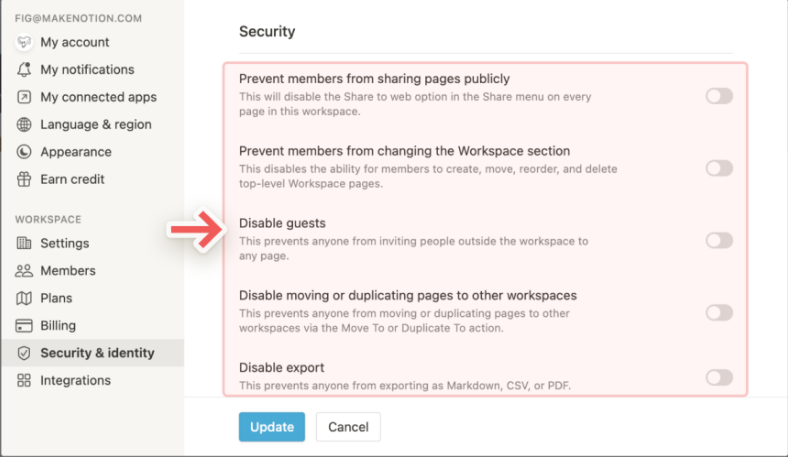 FIG@MAKENOTION.COM
My account
My notifications
My connected apps
Language & region
Appearance
Earn credit
WORKSPACE
Settings
Members
Plans
Billing
Security & identity
Integrations
Security
Prevent members from sharing pages publicly
This will disable the Share to web option in the Share menu on every
page in this workspace.
Prevent members from changing the Workspace section
This disables the ability for members to create, move, reorder, and delete
top-level Workspace pages.
Disable guests
This prevents anyone from inviting people outside the workspace to
any page.
Disable moving or duplicating pages to other workspaces
This prevents anyone from moving or duplicating pages to other
workspaces via the Move To or Duplicate To action.
Disable export
This prevents anyone from exporting as Markdown, CSV, or PDF.
Update
Cancel